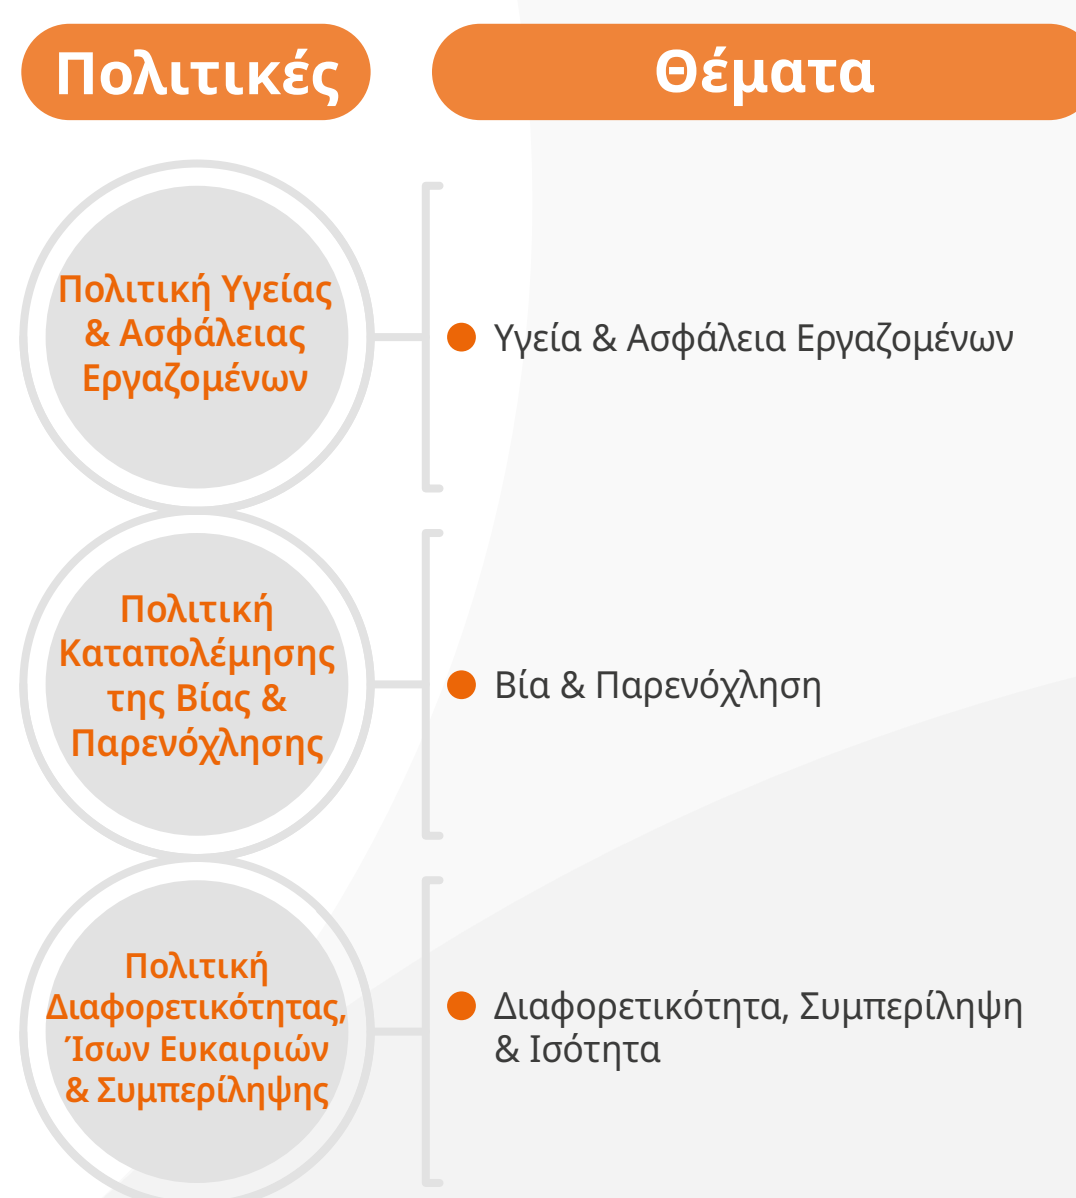 Πολιτικές
Θέματα
Πολιτική Υγείας
& Ασφάλειας
Εργαζομένων
Υγεία & Ασφάλεια Εργαζομένων
Πολιτική
Καταπολέμησης
της Βίας &
Παρενόχλησης
Βία & Παρενόχληση
Πολιτική
Διαφορετικότητας,
Ίσων Ευκαιριών
& Συμπερίληψης
Διαφορετικότητα, Συμπερίληψη
& Ισότητα